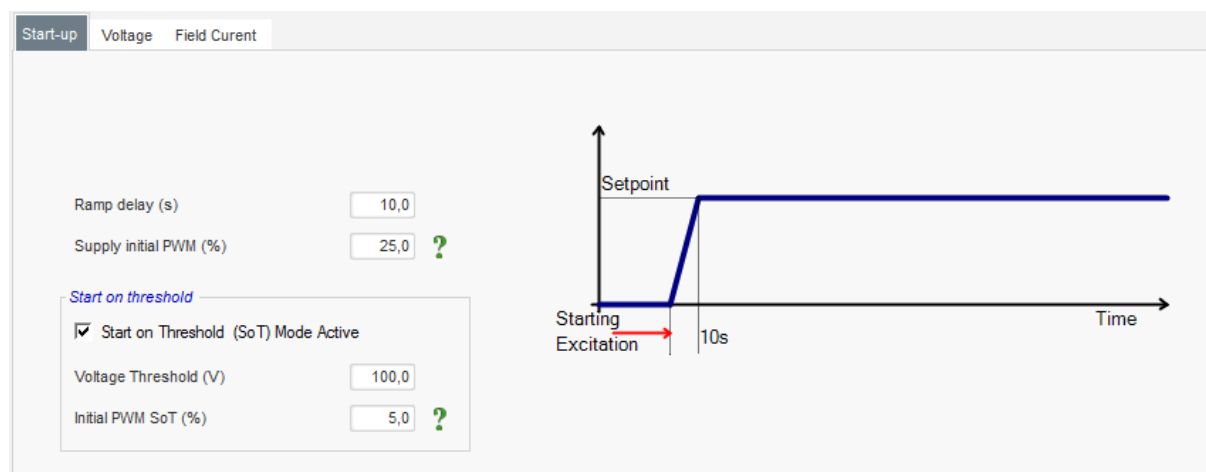 Start-up Voltage Field Curent
Ramp delay (s) 10,0
Supply initial PWM (%) 25,0 ?
Start on threshold
Start on Threshold (SoT) Mode Active
Voltage Threshold (V) 100,0
Initial PWM SoT (%) 5,0 ?
Setpoint
Starting
Excitation
10s
Time